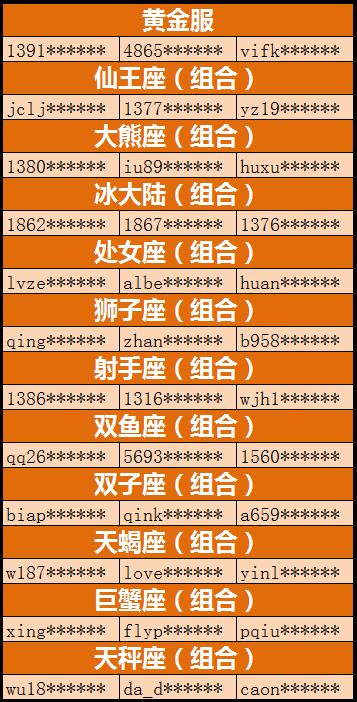 黄金服
1391****** 4865****** vifk******
仙王座（组合）
jclj****** 1377****** yz19******
大熊座（组合）
1380****** iu89****** huxu******
冰大陆（组合）
1862****** 1867****** 1376******
处女座（组合）
lvze****** albe****** huan******
狮子座（组合）
qing****** zhan****** b958******
射手座（组合）
1386****** 1316****** wjhl******
双鱼座（组合）
qq26****** 5693****** 1560******
双子座（组合）
biap****** qink****** a659******
天蝎座（组合）
w187****** love****** yinl******
巨蟹座（组合）
xing****** flyp****** pqiu******
天秤座（组合）
wu18****** da_d****** caon******